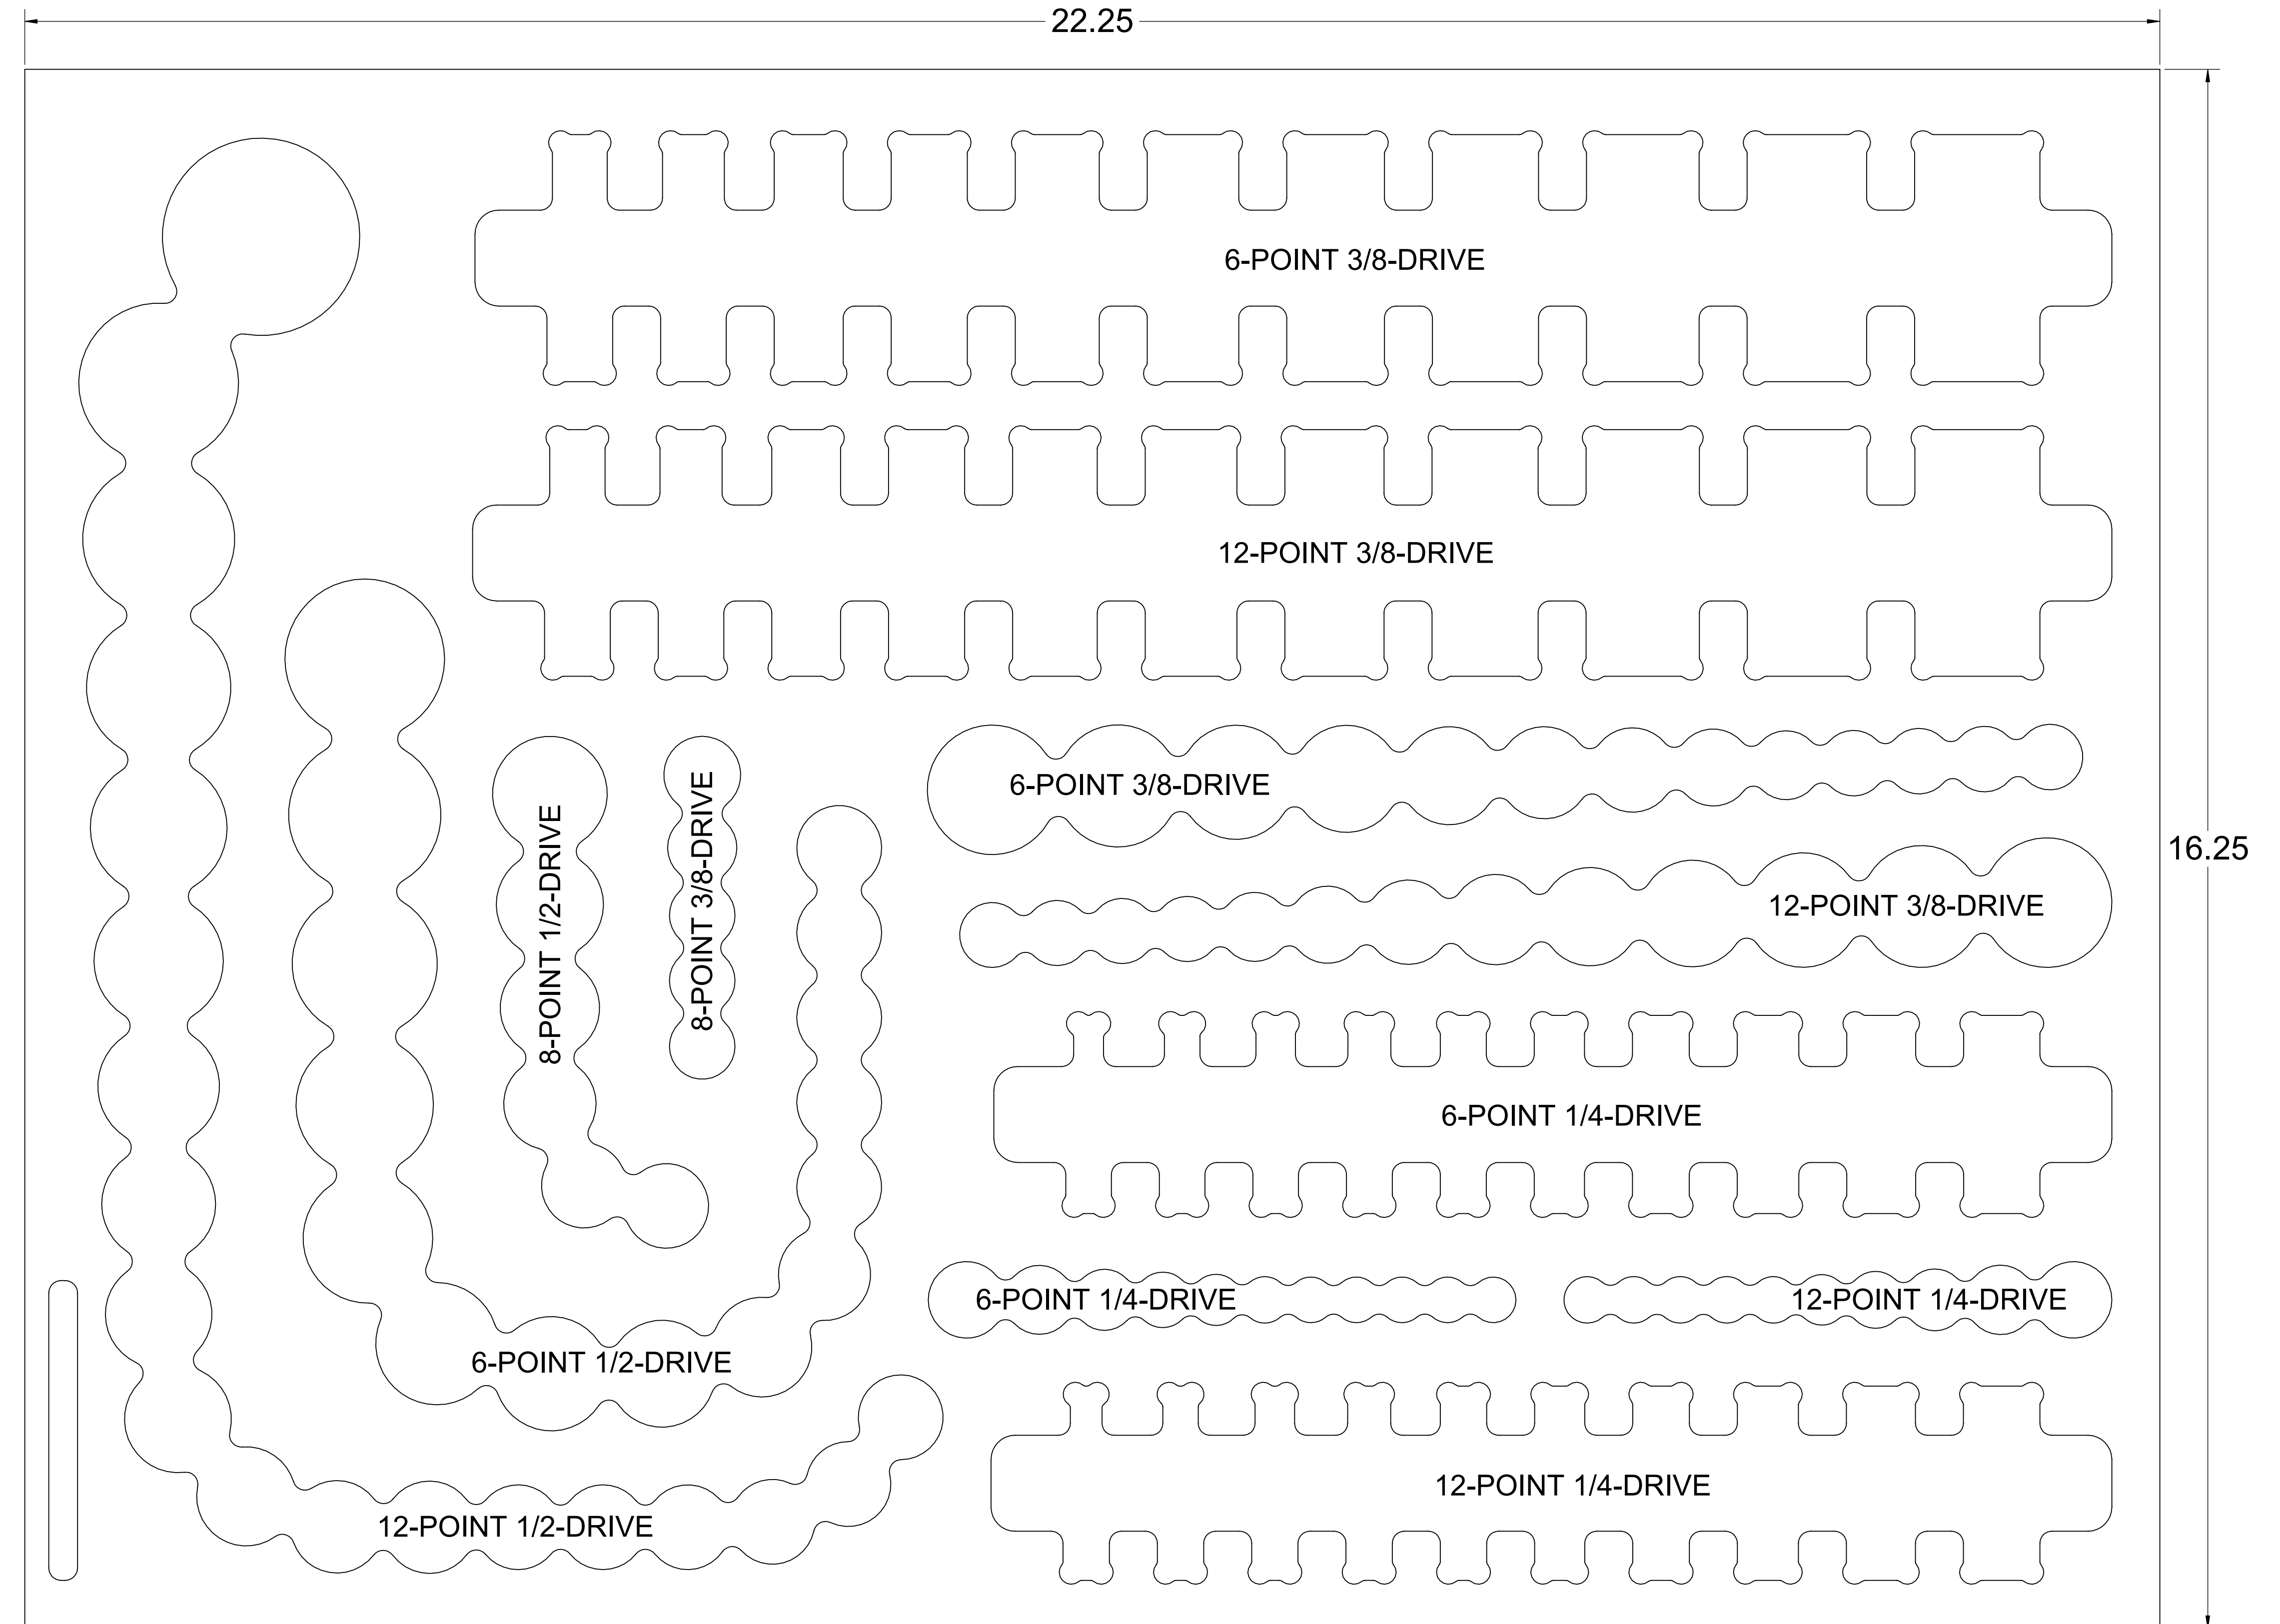 22.25
6-POINT 3/8-DRIVE
12-POINT 3/8-DRIVE
6-POINT 3/8-DRIVE
16.25
8-POINT 1/2-DRIVE
8-POINT 3/8-DRIVE
12-POINT 3/8-DRIVE
6-POINT 1/4-DRIVE
6-POINT 1/4-DRIVE
12-POINT 1/4-DRIVE
6-POINT 1/2-DRIVE
12-POINT 1/4-DRIVE
12-POINT 1/2-DRIVE